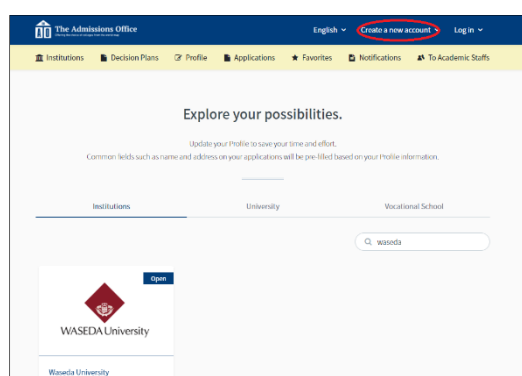 The Admissions Office
English
Create a new account
Log in
Institutions
Decision Plans
Profile
Applications
Favorites
Notifications
To Academic Staffs
Explore your possibilities.
Update your Profile to save your time and effort.
Common fields such as name and address on your applications will be pre-filled based on your Profile information.
Institutions
University
Vocational School
waseda
Open
WASEDA University
Waseda University